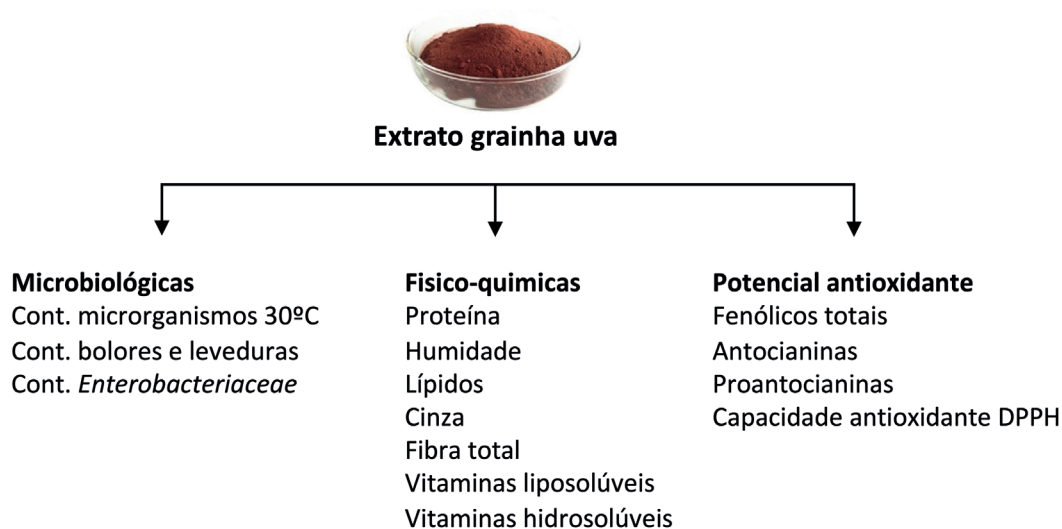 Extrato grainha uva
Microbiológicas
Cont. microrganismos 30ºC
Cont. bolores e leveduras
Cont. Enterobacteriaceae
Fisico-quimicas
Proteína
Humidade
Lípidos
Cinza
Fibra total
Vitaminas liposolúveis
Vitaminas hidrosolúveis
Potencial antioxidante
Fenólicos totais
Antocianinas
Proantocianinas
Capacidade antioxidante DPPH